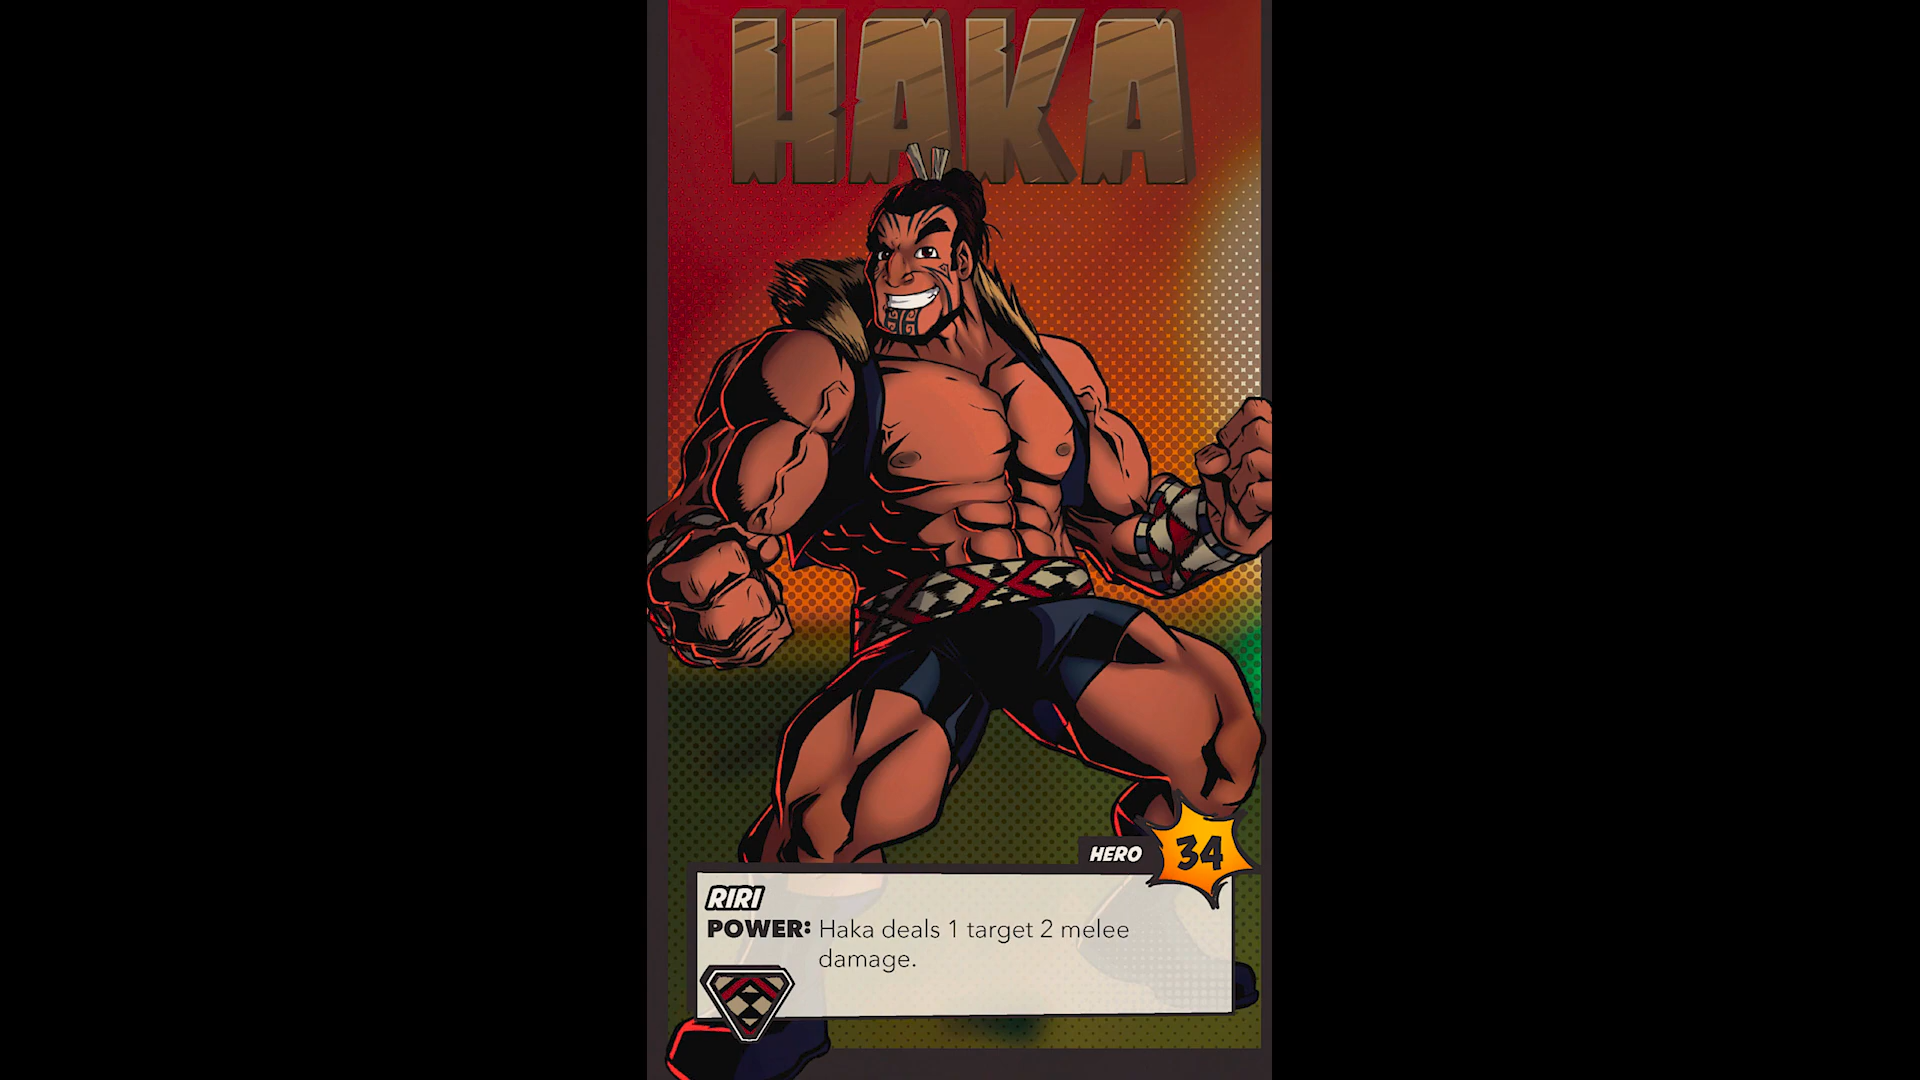 HAKA
HERO
34
RIRI
POWER: Haka deals 1 target 2 melee
damage.